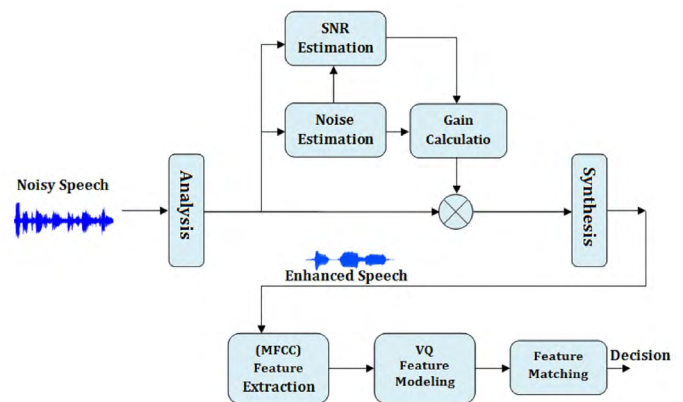 SNR
Estimation
Noise
Estimation
Gain
Calculatio
Noisy Speech
Analysis
Synthesis
Enhanced Speech
(MFCC)
Feature
Extraction
VQ
Feature
Modeling
Feature
Matching
Decision